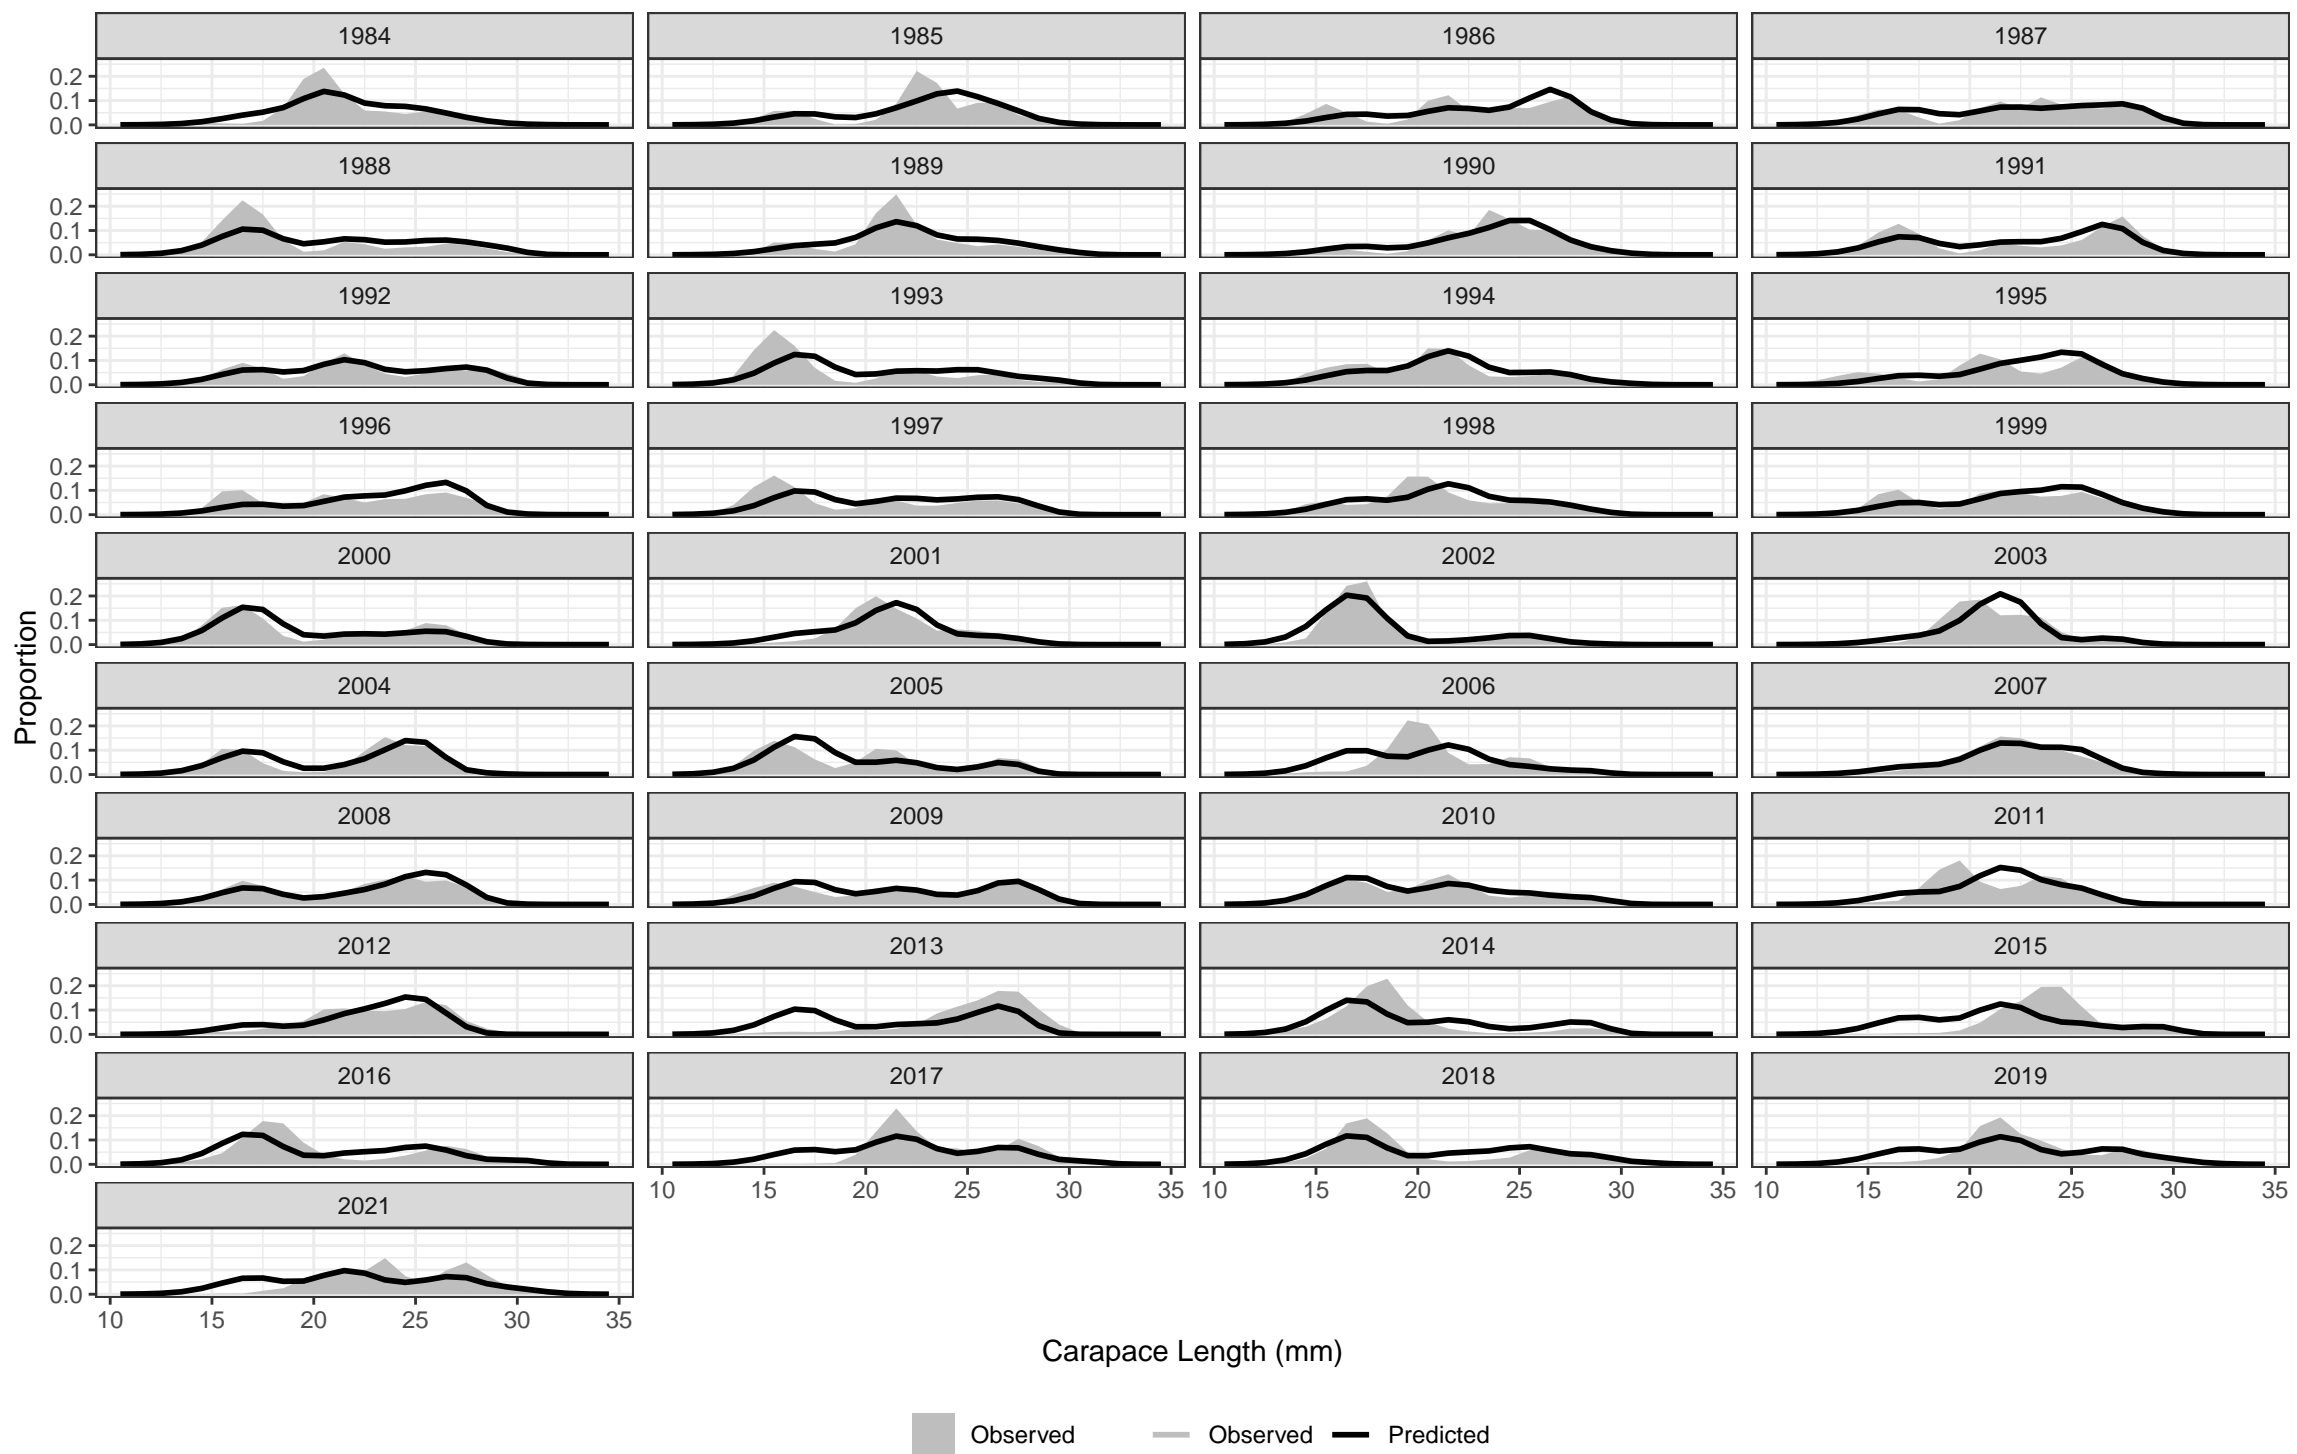 1984 1985 1986 1987
0.2
0.1
0.0
1988 1989 1990 1991
0.2
0.1
0.0
1992 1993 1994 1995
0.2
0.1
0.0
1996 1997 1998 1999
0.2
0.1
0.0
2000 2001 2002 2003
0.2
0.1
0.0
Proportion
2004 2005 2006 2007
0.2
0.1
0.0
2008 2009 2010 2011
0.2
0.1
0.0
2012 2013 2014 2015
0.2
0.1
0.0
2016 2017 2018 2019
0.2
0.1
0.0
10 15 20 25 30 35 10 15 20 25 30 35 10 15 20 25 30 35
2021
0.2
0.1
0.0
10 15 20 25 30 35
Carapace Length (mm)
Observed Observed Predicted